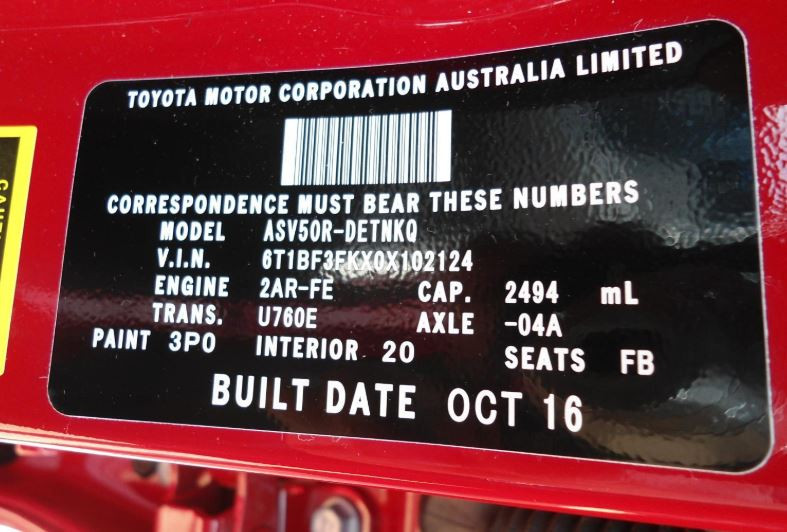 TOYOTA MOTOR CORPORATION AUSTRALIA LIMITED
CORRESPONDENCE MUST BEAR THESE NUMBERS
MODEL ASV50R-DETNKQ
V.I.N. 6T1BF3FKX0X102124
ENGINE 2AR-FE CAP. 2494 mL
TRANS. U760E AXLE -04A
PAINT 3P0 INTERIOR 20 SEATS FB
BUILT DATE OCT 16